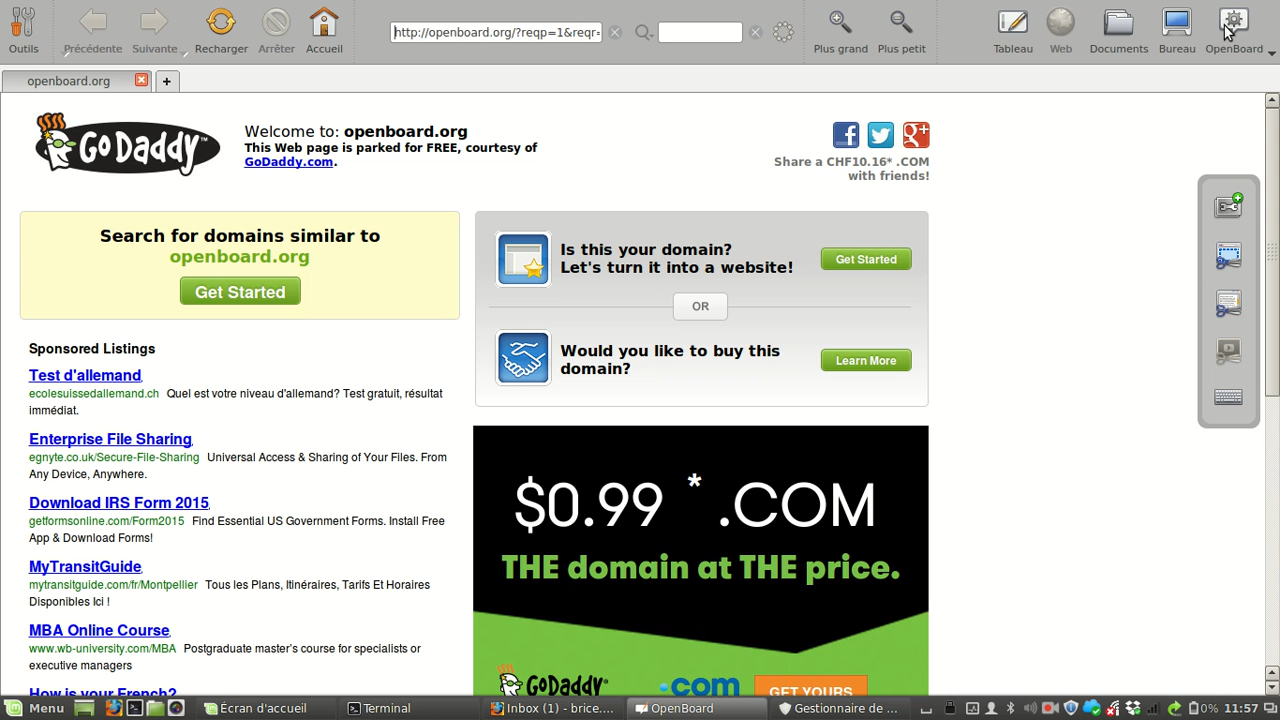 Outils
Précédente
Suivante
Recharger
Arrêter
Accueil
http://openboard.org/?reqp=1&reqr=
Plus grand
Plus petit
Tableau
Web
Documents
Bureau
OpenBoard
openboard.org
GoDaddy™
Welcome to: openboard.org
This Web page is parked for FREE, courtesy of
GoDaddy.com.
Share a CHF10.16* .COM
with friends!
Search for domains similar to
openboard.org
Get Started
Is this your domain?
Let's turn it into a website!
Get Started
OR
Would you like to buy this
domain?
Learn More
Sponsored Listings
Test d'allemand
ecolesuissedallemand.ch Quel est votre niveau d'allemand? Test gratuit, résultat
immédiat.
Enterprise File Sharing
egnyte.co.uk/Secure-File-Sharing Universal Access & Sharing of Your Files. From
Any Device, Anywhere.
Download IRS Form 2015
getformsonline.com/Form2015 Find Essential US Government Forms. Install Free
App & Download Forms!
MyTransitGuide
mytransitguide.com/fr/Montpellier Tous les Plans, Itinéraires, Tarifs Et Horaires
Disponibles Ici !
MBA Online Course
www.wb-university.com/MBA Postgraduate master's course for specialists or
executive managers
How is your French?
$0.99 * .COM
THE domain at THE price.
GoDaddy™
.com
GET YOURS
Menu
Écran d'accueil
Terminal
Inbox (1) - brice....
OpenBoard
Gestionnaire de ...
0%
11:57